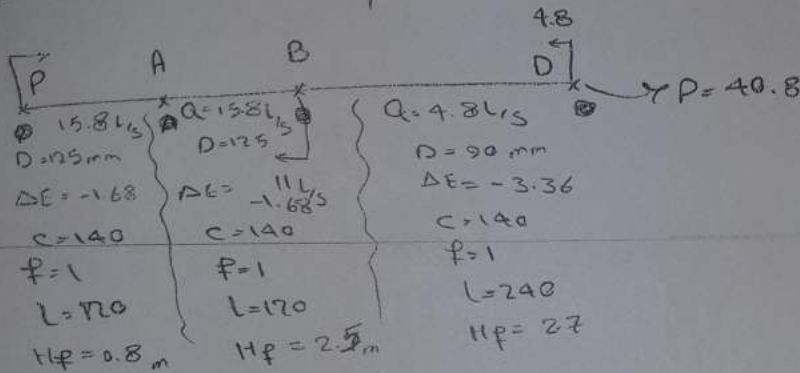 4.8
P A B D
P = 40.8
15.8 L/s
D=125 mm
ΔE = -1.68
C=140
f=1
L=120
Hf = 0.8 m
Q=15.8 L/s
D=125
11 L/s
ΔE = -1.68
C=140
f=1
L=120
Hf = 2.5 m
Q=4.8 L/s
D=90 mm
ΔE = -3.36
C=140
f=1
L=240
Hf = 2.7